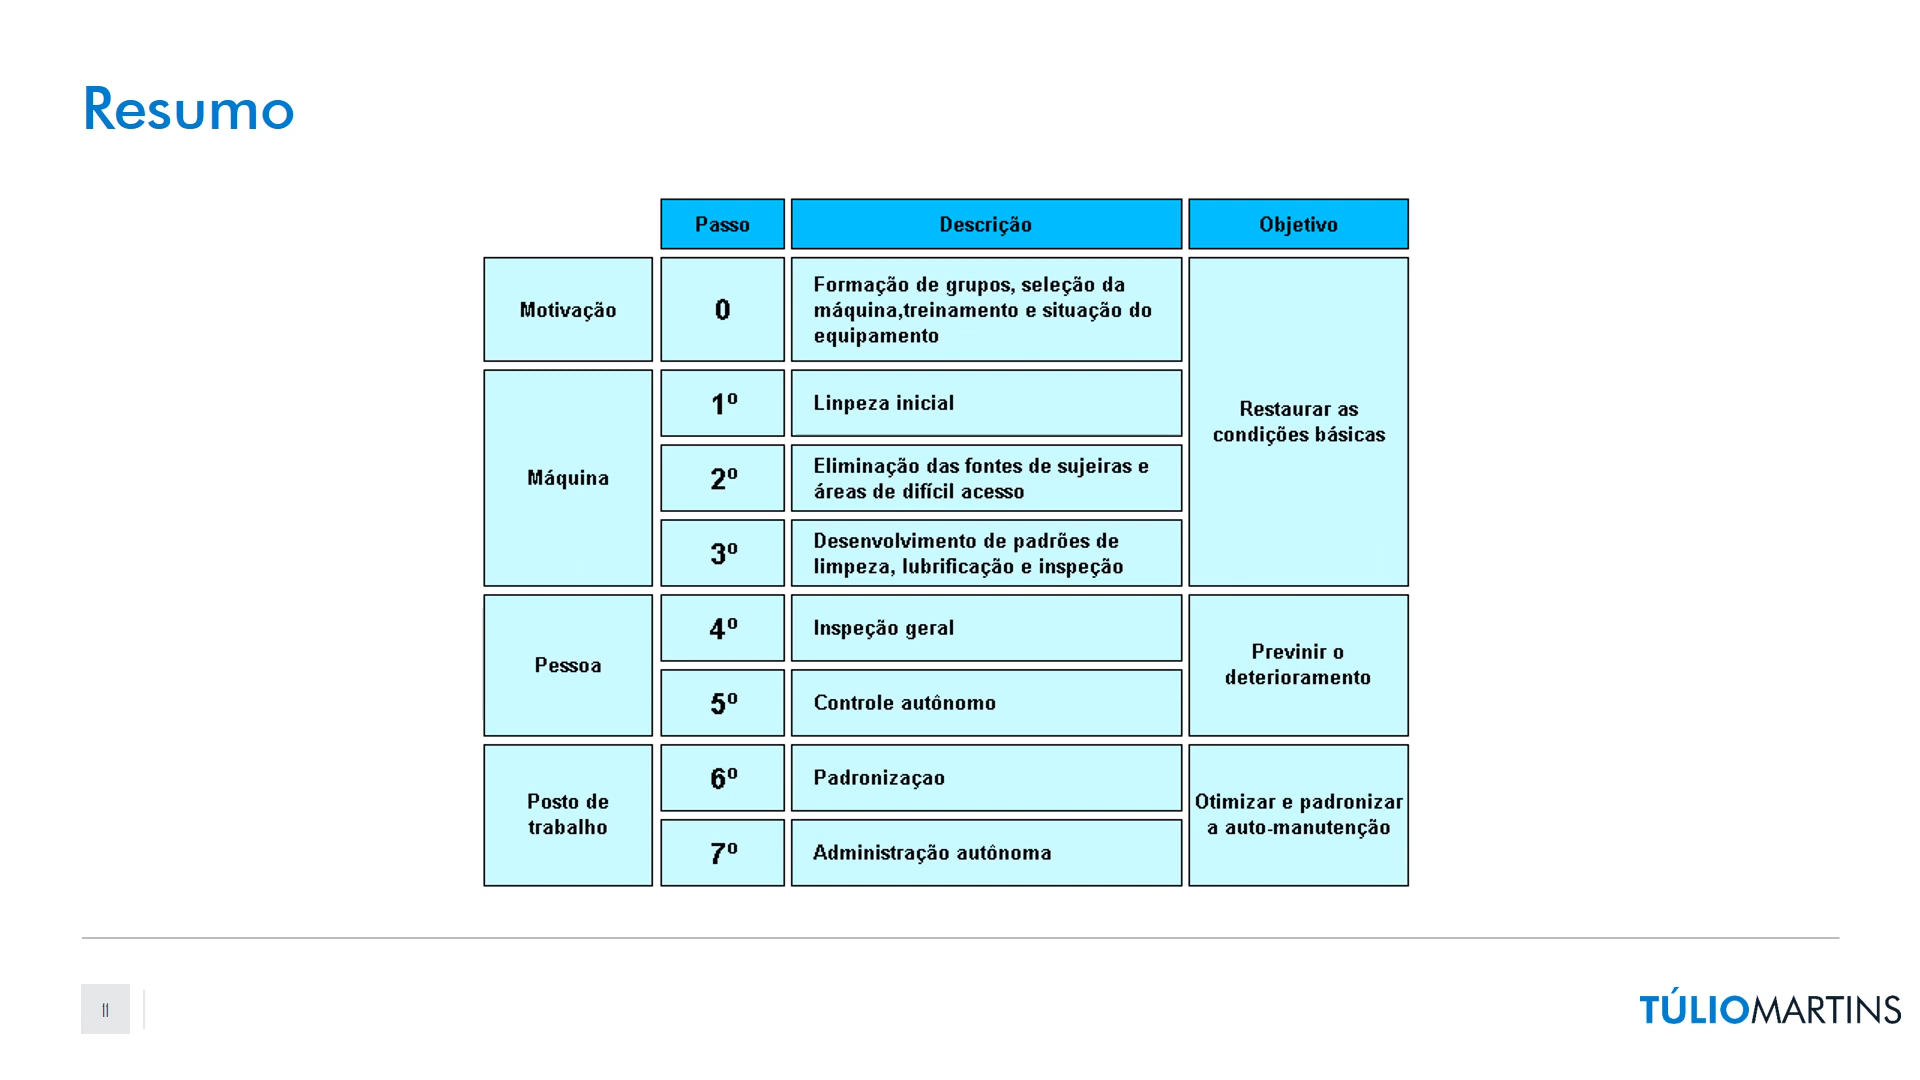 Resumo
Passo
Descrição
Objetivo
Motivação
0
Formação de grupos, seleção da
máquina,treinamento e situação do
equipamento
Restaurar as
condições básicas
Máquina
1º
Linpeza inicial
2º
Eliminação das fontes de sujeiras e
áreas de difícil acesso
3º
Desenvolvimento de padrões de
limpeza, lubrificação e inspeção
Pessoa
4º
Inspeção geral
Previnir o
deterioramento
5º
Controle autônomo
Posto de
trabalho
6º
Padronizaçao
Otimizar e padronizar
a auto-manutenção
7º
Administração autônoma
11
TÚLIOMARTINS